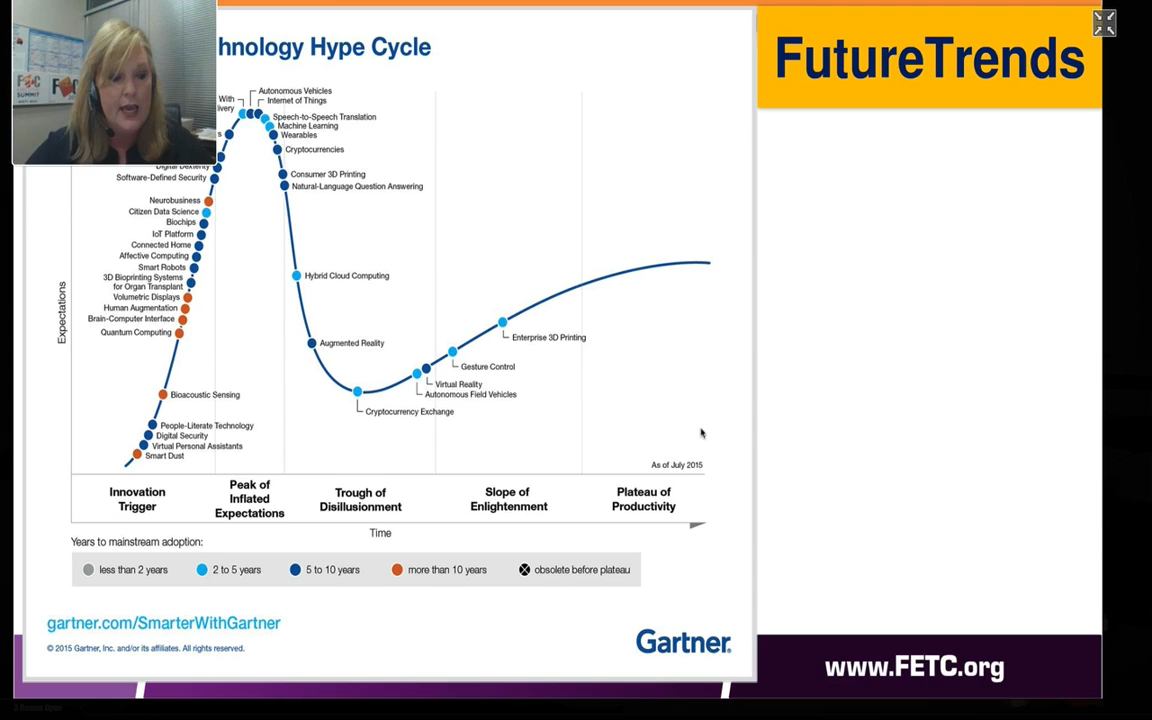 hnology Hype Cycle
FutureTrends
Autonomous Vehicles
With
Internet of Things
Speech-to-Speech Translation
Machine Learning
Wearables
Cryptocurrencies
Digital Dexterity
Software-Defined Security
Consumer 3D Printing
Natural-Language Question Answering
Neurobusiness
Citizen Data Science
Biochips
IoT Platform
Connected Home
Affective Computing
Smart Robots
3D Bioprinting Systems
for Organ Transplant
Volumetric Displays
Human Augmentation
Brain-Computer Interface
Quantum Computing
Hybrid Cloud Computing
Augmented Reality
Enterprise 3D Printing
Gesture Control
Virtual Reality
Autonomous Field Vehicles
Cryptocurrency Exchange
Bioacoustic Sensing
People-Literate Technology
Digital Security
Virtual Personal Assistants
Smart Dust
Expectations
As of July 2015
Innovation
Trigger
Peak of
Inflated
Expectations
Trough of
Disillusionment
Slope of
Enlightenment
Plateau of
Productivity
Time
Years to mainstream adoption:
less than 2 years
2 to 5 years
5 to 10 years
more than 10 years
obsolete before plateau
gartner.com/SmarterWithGartner
© 2015 Gartner, Inc. and/or its affiliates. All rights reserved.
Gartner.
www.FETC.org